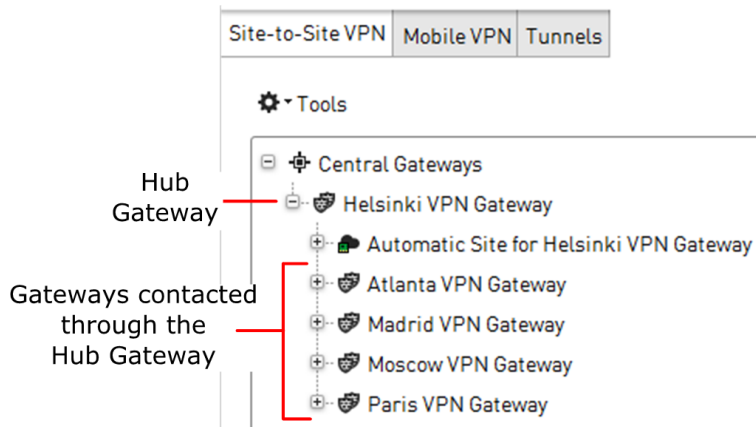 Site-to-Site VPN
Mobile VPN
Tunnels
Tools
Central Gateways
Hub
Gateway
Helsinki VPN Gateway
Automatic Site for Helsinki VPN Gateway
Gateways contacted
through the
Hub Gateway
Atlanta VPN Gateway
Madrid VPN Gateway
Moscow VPN Gateway
Paris VPN Gateway